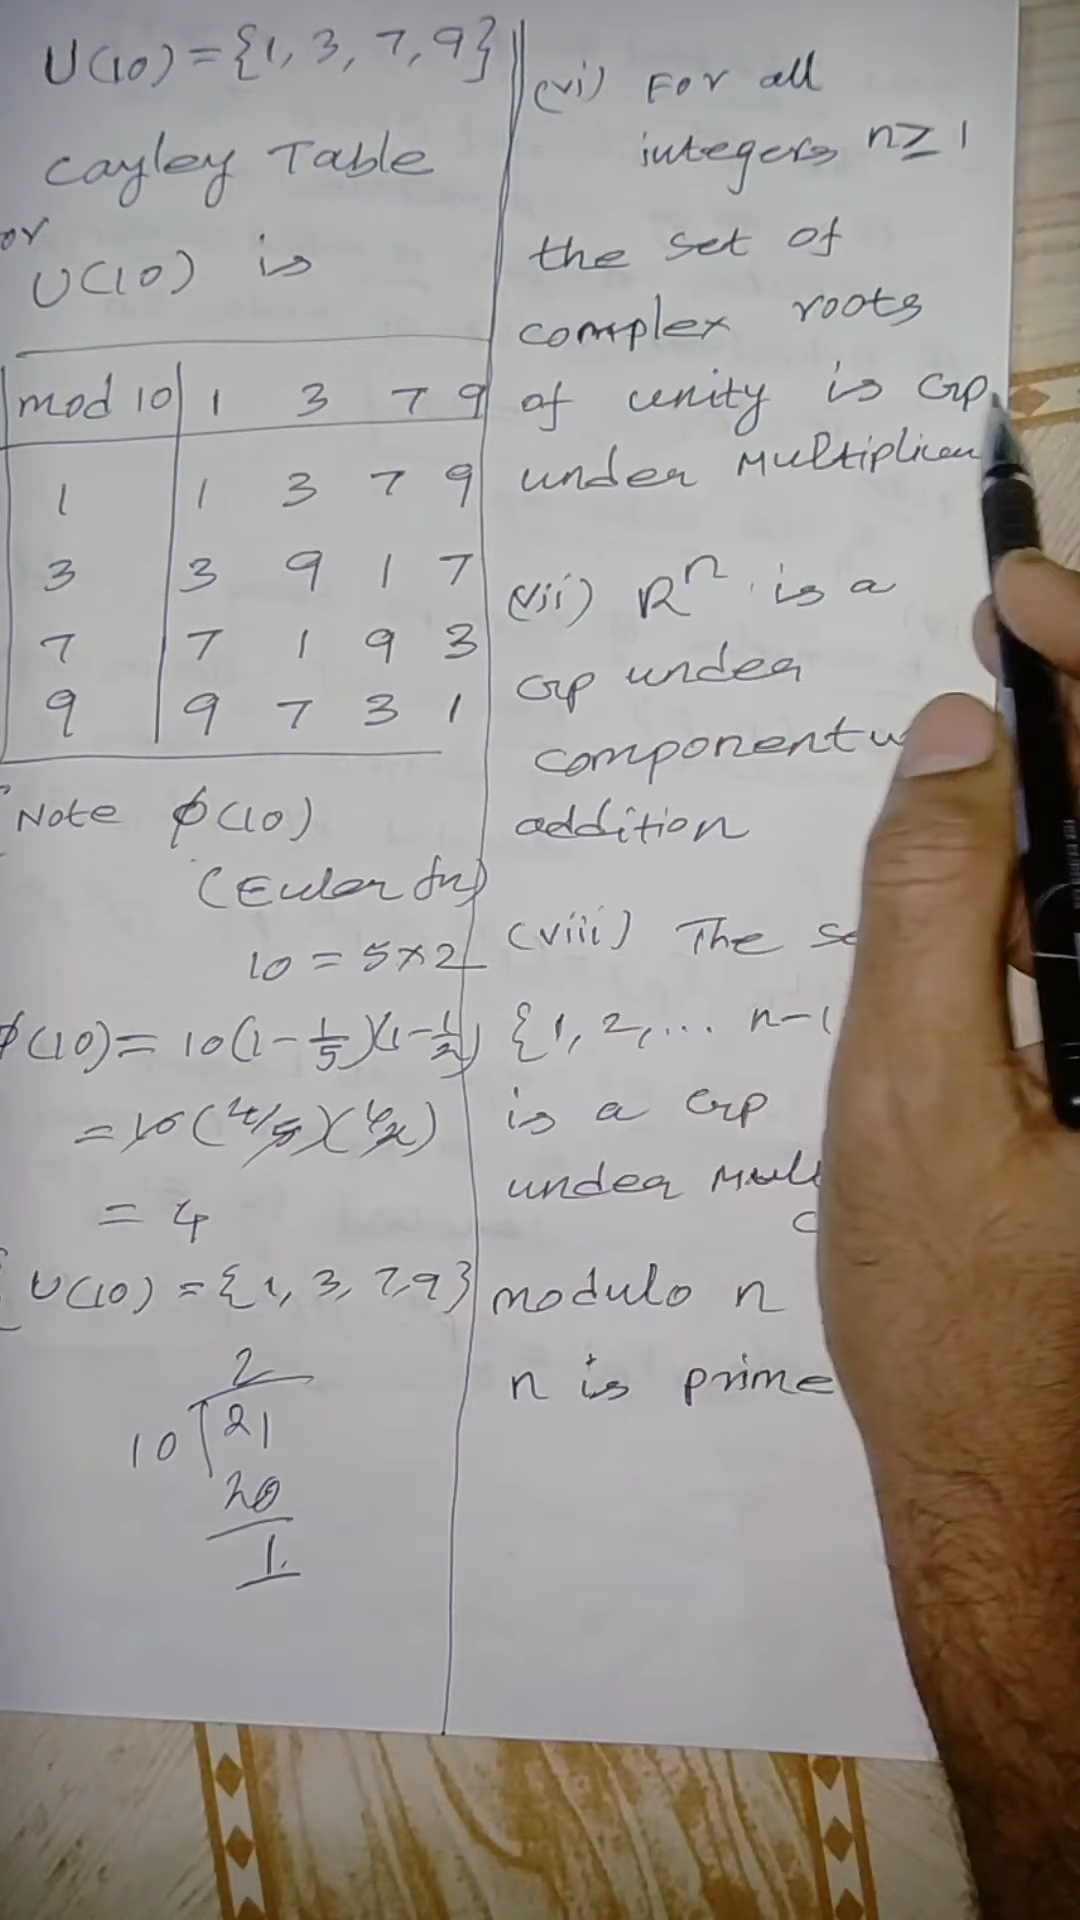 U(10) = {1, 3, 7, 9}
Cayley Table
or
U(10) is
mod 10 1 3 7 9
1 1 3 7 9
3 3 9 1 7
7 7 1 9 3
9 9 7 3 1
Note ϕ(10)
(Euler fn)
10 = 5×2
ϕ(10) = 10(1-1/5)(1-1/2)
= 10(4/5)(1/2)
= 4
U(10) = {1, 3, 7, 9}
2
10 21
20
1
(vi) For all
integers n ≥ 1
the set of
complex roots
of unity is Grp
under Multiplica
(vii) Rⁿ is a
Grp under
componentw
addition
(viii) The se
{1, 2, ... n-1
is a Grp
under Mul
modulo n
n is prime